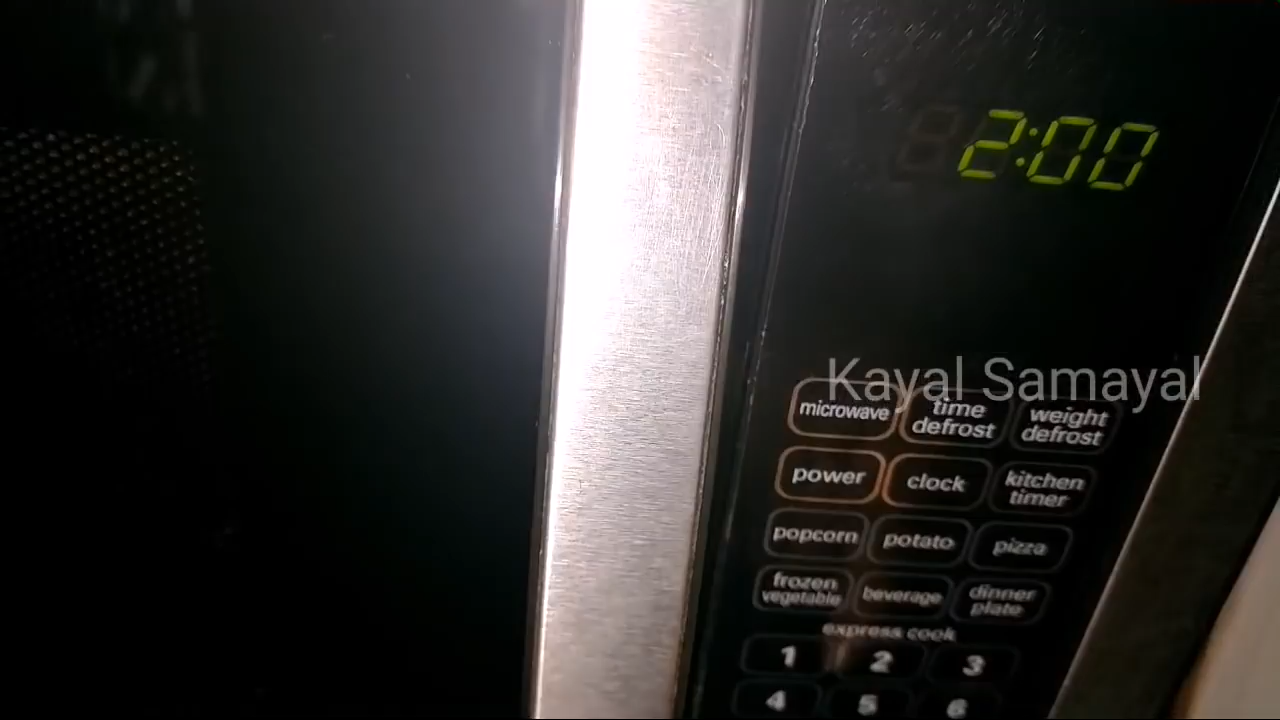 2:00
Kayal Samayal
microwave
time
defrost
weight
defrost
power
clock
kitchen
timer
popcorn
potato
pizza
frozen
vegetable
beverage
dinner
plate
express cook
1 2 3
4 5 6